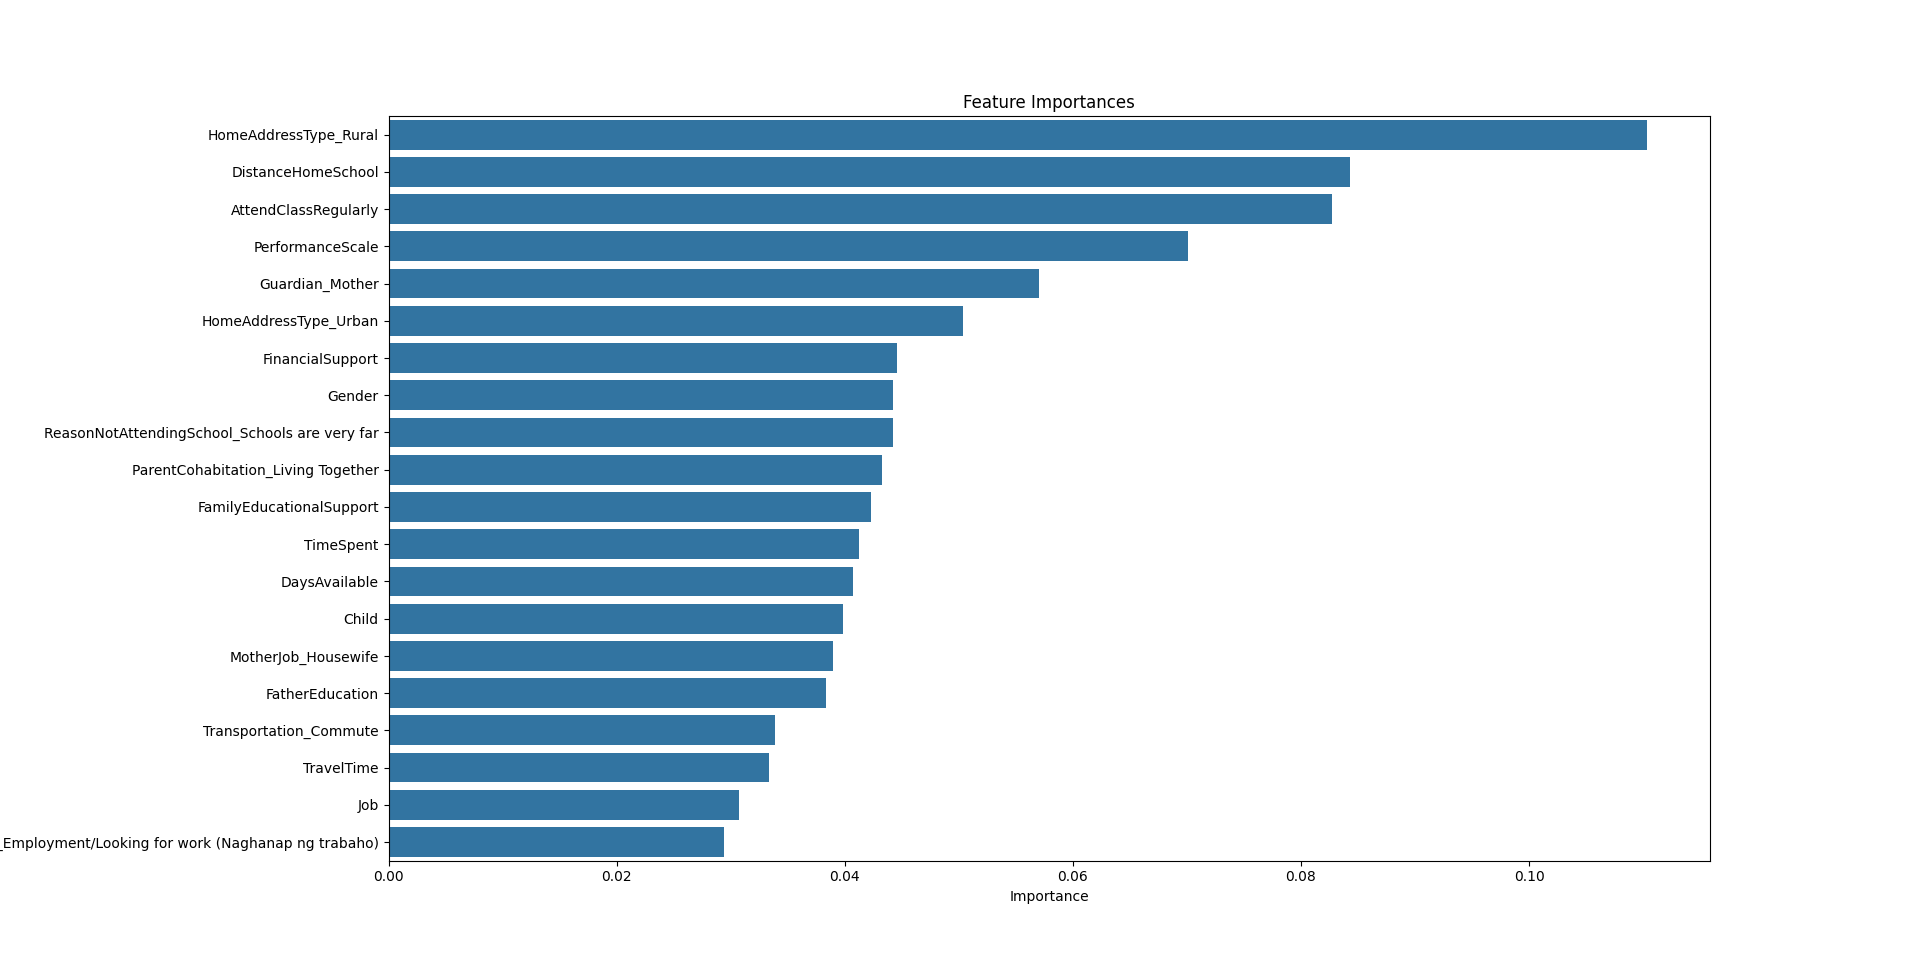 Feature Importances
HomeAddressType_Rural
DistanceHomeSchool
AttendClassRegularly
PerformanceScale
Guardian_Mother
HomeAddressType_Urban
FinancialSupport
Gender
ReasonNotAttendingSchool_Schools are very far
ParentCohabitation_Living Together
FamilyEducationalSupport
TimeSpent
DaysAvailable
Child
MotherJob_Housewife
FatherEducation
Transportation_Commute
TravelTime
Job
_Employment/Looking for work (Naghanap ng trabaho)
0.00 0.02 0.04 0.06 0.08 0.10
Importance